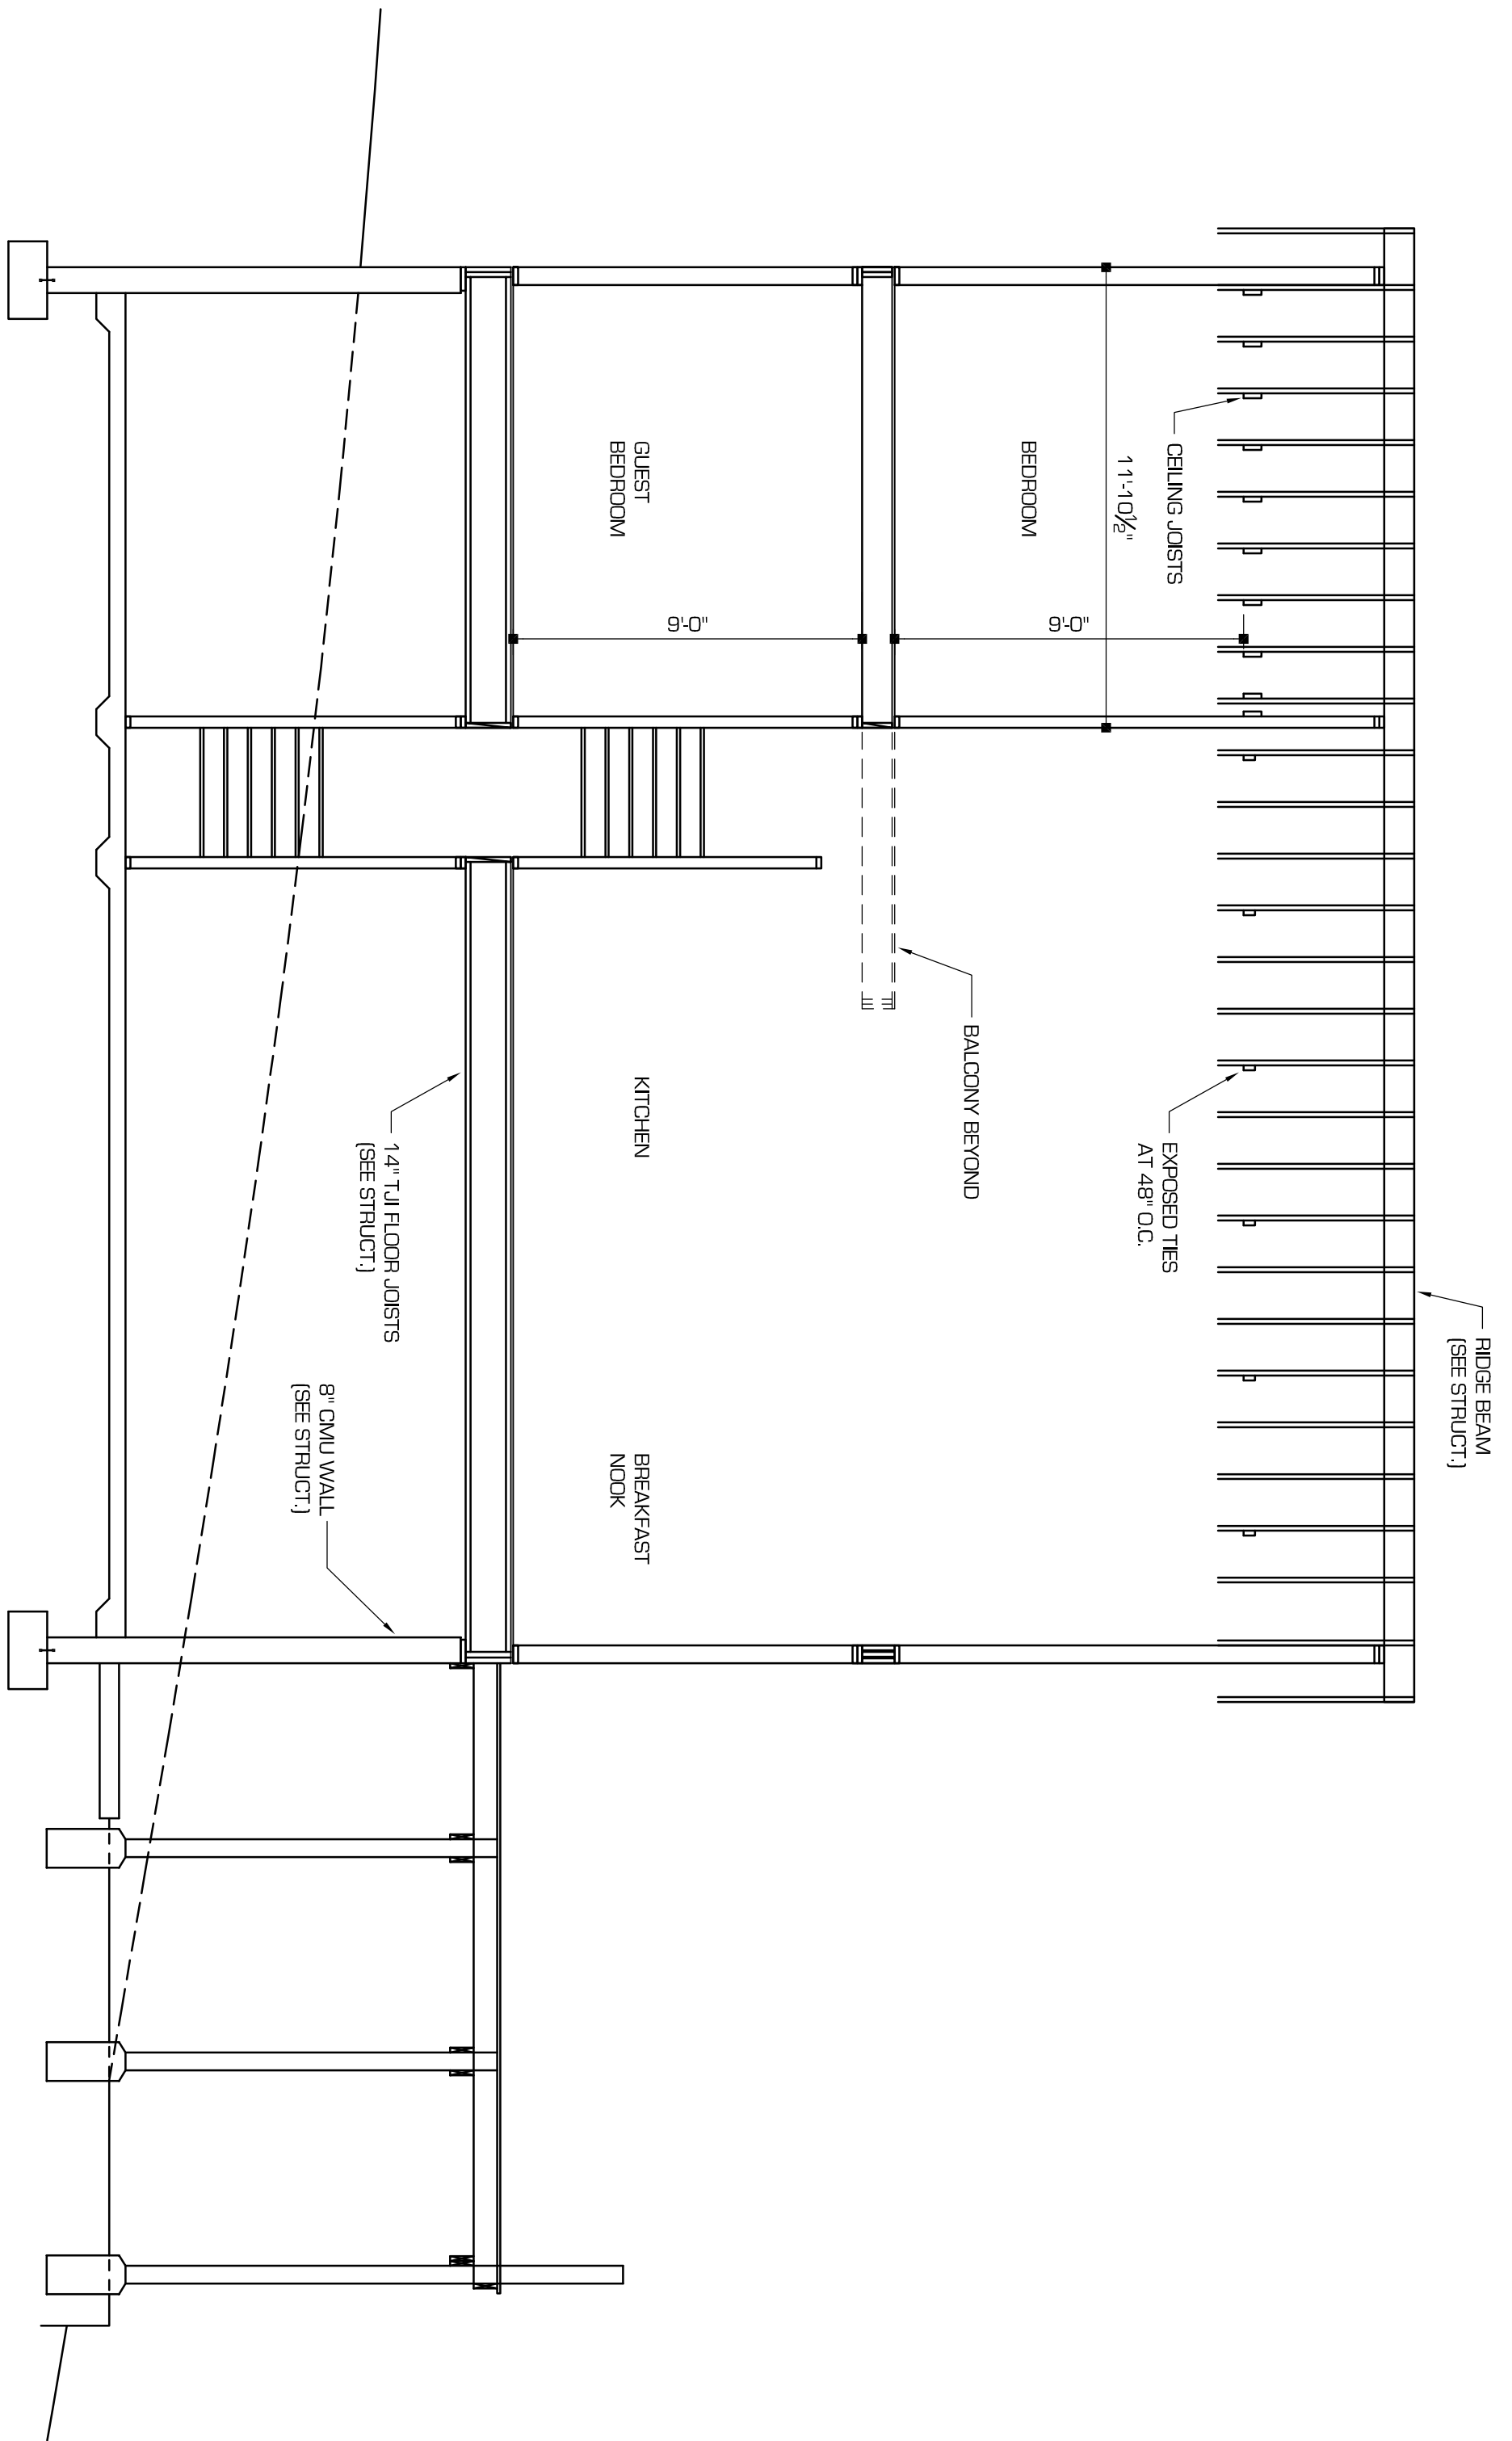 RIDGE BEAM
(SEE STRUCT.)
CEILING JOISTS
EXPOSED TIES
AT 48" O.C.
11'-10½"
9'-0"
BEDROOM
BALCONY BEYOND
9'-0"
GUEST
BEDROOM
KITCHEN
BREAKFAST
NOOK
14" TJI FLOOR JOISTS
(SEE STRUCT.)
8" CMU WALL
(SEE STRUCT.)